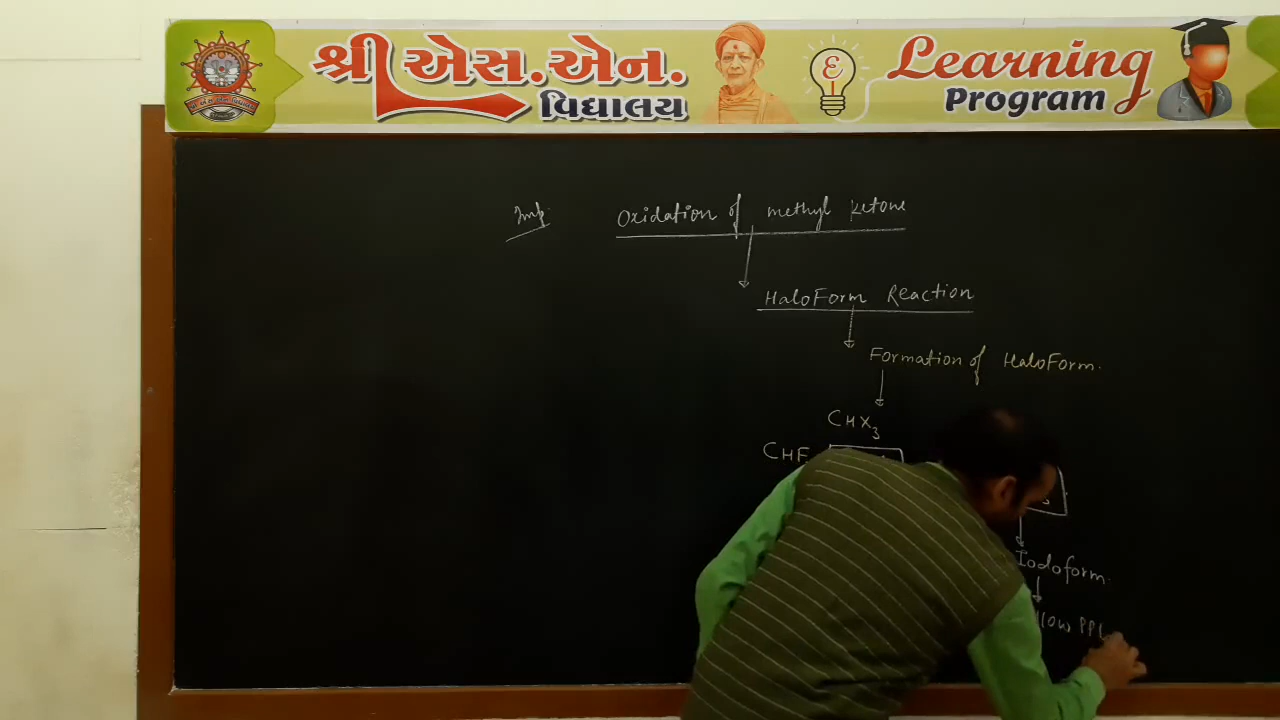 શ્રી એસ.એન.
વિદ્યાલય
ε
Learning
Program
Imp.
Oxidation of methyl ketone
HaloForm Reaction
Formation of HaloForm.
CHX3
CHF
Iodoform.
llow PPt